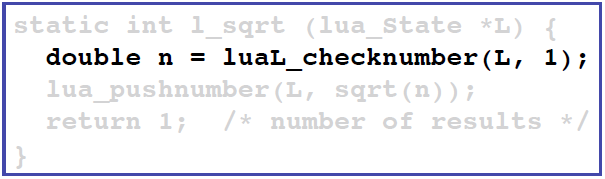 static int l_sqrt (lua_State *L) {
  double n = luaL_checknumber(L, 1);
  lua_pushnumber(L, sqrt(n));
  return 1;  /* number of results */
}